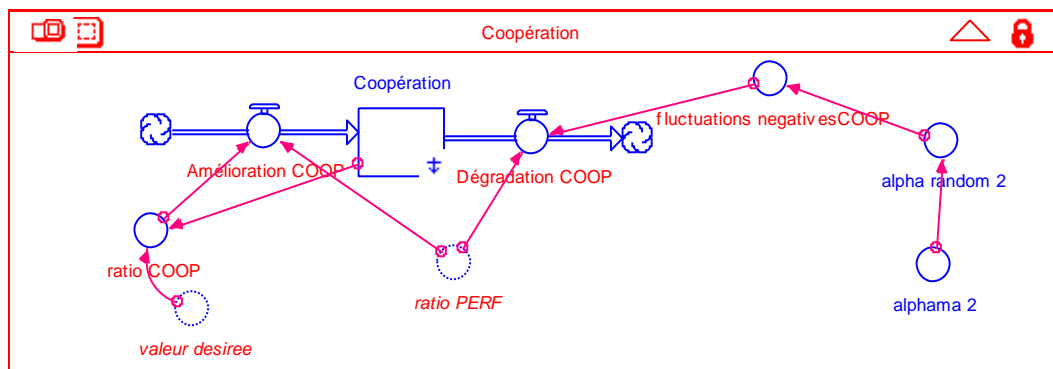 Coopération
Coopération
fluctuations negativesCOOP
Amélioration COOP
Dégradation COOP
alpha random 2
ratio COOP
ratio PERF
alphama 2
valeur desiree